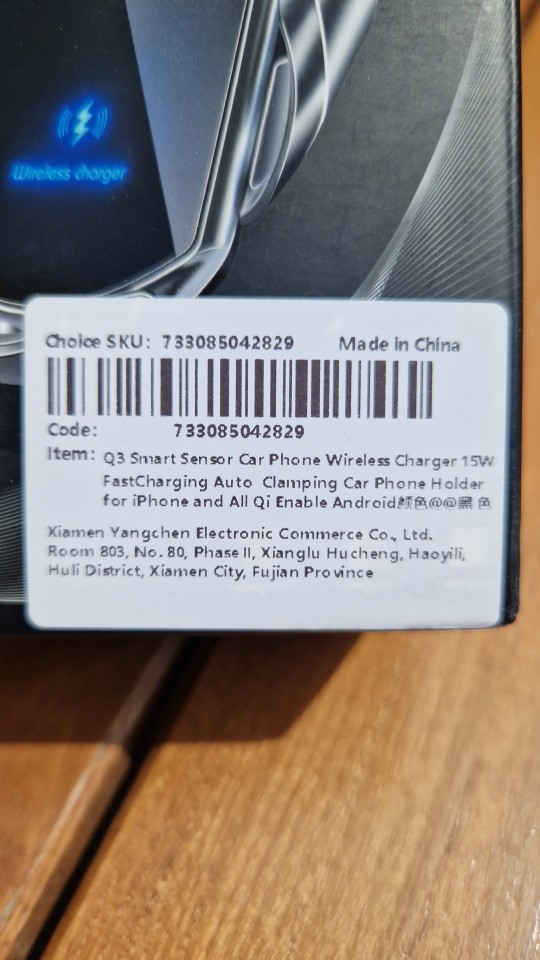 Wireless charger
Choice SKU: 733085042829 Made in China
Code: 733085042829
Item: Q3 Smart Sensor Car Phone Wireless Charger 15W
FastCharging Auto Clamping Car Phone Holder
for iPhone and All Qi Enable Android颜色@@黑色
Xiamen Yangchen Electronic Commerce Co., Ltd.
Room 803, No. 80, Phase II, Xianglu Hucheng, Haoyili,
Huli District, Xiamen City, Fujian Province